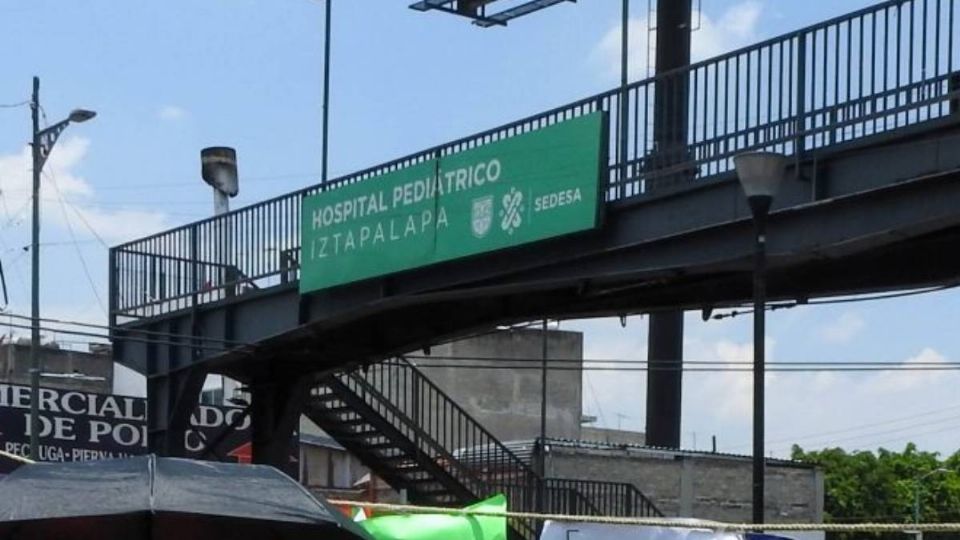 HOSPITAL PEDIÁTRICO
IZTAPALAPA
SEDESA
DE PO